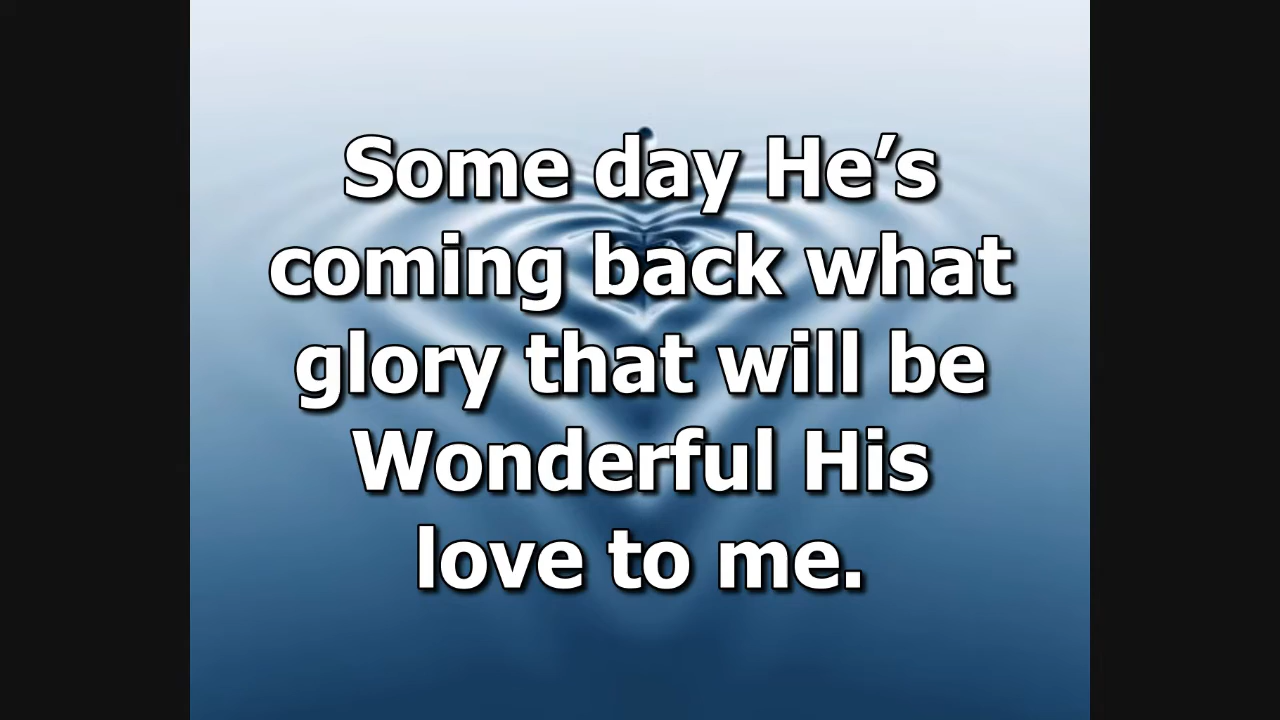 Some day He’s
coming back what
glory that will be
Wonderful His
love to me.